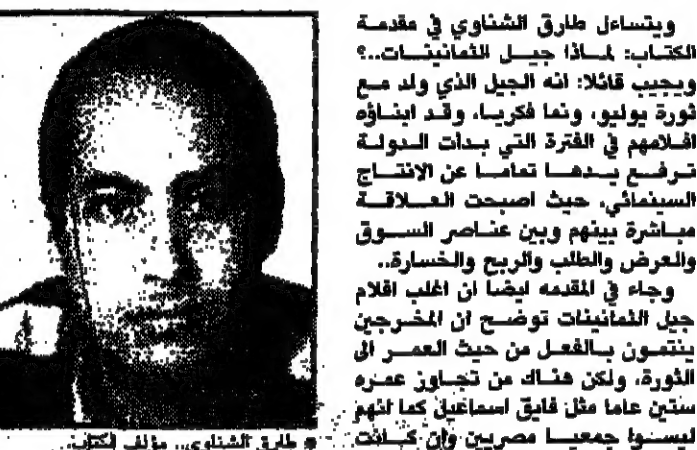 ويتساءل طارق الشناوي في مقدمة
الكتاب: لماذا جيل الثمانينات..؟
ويجيب قائلا: انه الجيل الذي ولد مع
ثورة يوليو، ونما فكريا، وقد ابناؤه
افلامهم في الفترة التي بدأت الدولة
ترفع يدها تماما عن الانتاج
السينمائي، حيث اصبحت العلاقة
مباشرة بينهم وبين عناصر السوق
والعرض والطلب والربح والخسارة..
وجاء في المقدمه ايضا ان اغلب افلام
جيل الثمانينات توضح ان المخرجين
ينتمون بالفعل من حيث العمر الى
الثورة، ولكن هناك من تجاوز عمره
ستين عاما مثل فايق اسماعيل كما انهم
ليسوا جمعيا مصريين وان كانت
* طارق الشناوي.. مؤلف الكتاب.